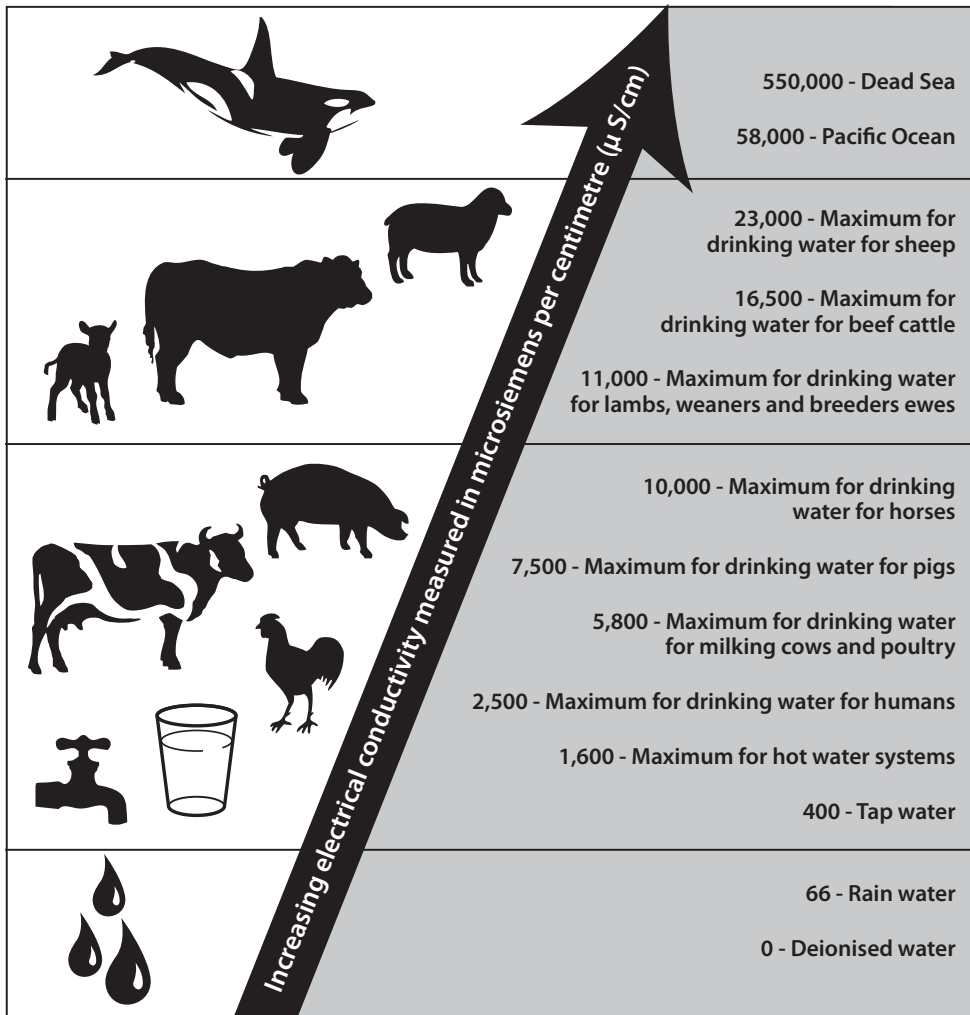 550,000 - Dead Sea
58,000 - Pacific Ocean
23,000 - Maximum for
drinking water for sheep
16,500 - Maximum for
drinking water for beef cattle
11,000 - Maximum for drinking water
for lambs, weaners and breeders ewes
10,000 - Maximum for drinking
water for horses
7,500 - Maximum for drinking water for pigs
5,800 - Maximum for drinking water
for milking cows and poultry
2,500 - Maximum for drinking water for humans
1,600 - Maximum for hot water systems
400 - Tap water
66 - Rain water
0 - Deionised water
Increasing electrical conductivity measured in microsiemens per centimetre (µ S/cm)